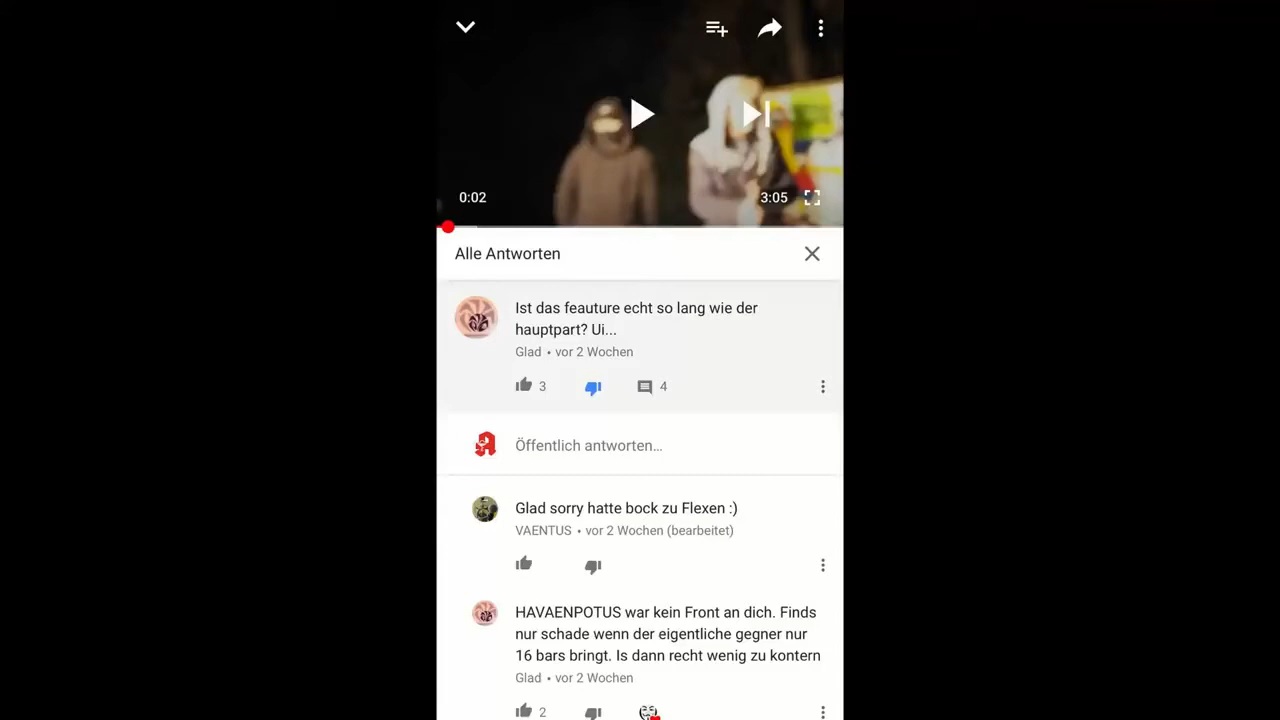 0:02
3:05
Alle Antworten
Ist das feauture echt so lang wie der
hauptpart? Ui...
Glad • vor 2 Wochen
3
4
Öffentlich antworten...
Glad sorry hatte bock zu Flexen :)
VAENTUS • vor 2 Wochen (bearbeitet)
HAVAENPOTUS war kein Front an dich. Finds
nur schade wenn der eigentliche gegner nur
16 bars bringt. Is dann recht wenig zu kontern
Glad • vor 2 Wochen
2